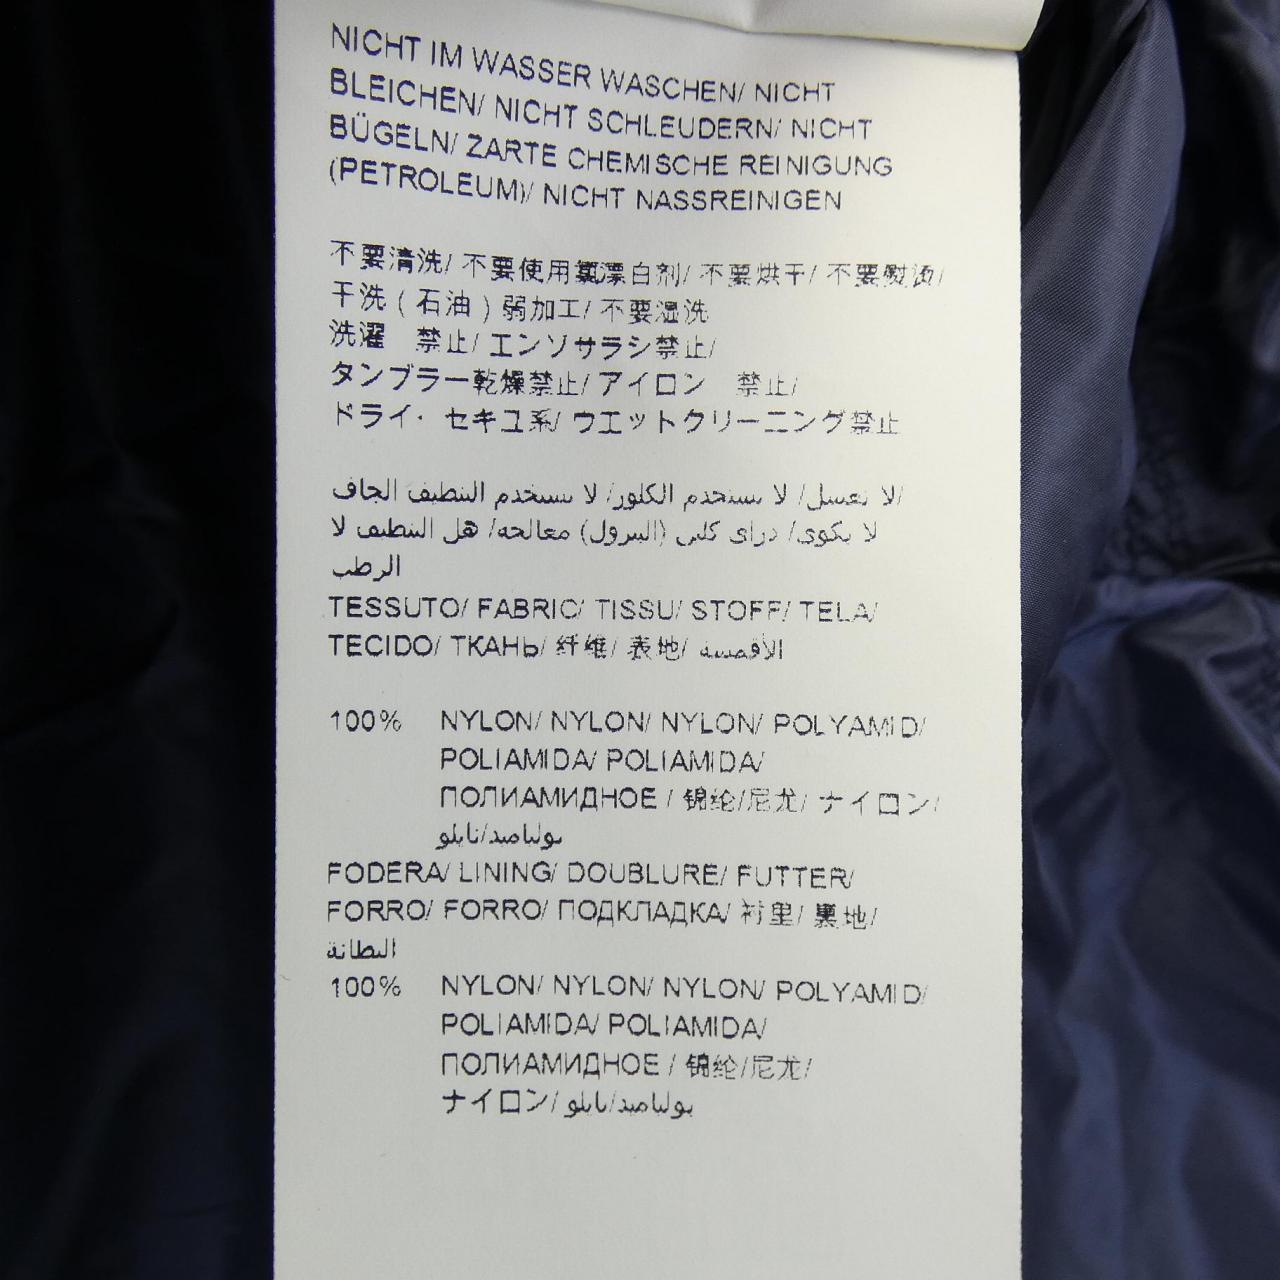 NICHT IM WASSER WASCHEN/ NICHT
BLEICHEN/ NICHT SCHLEUDERN/ NICHT
BÜGELN/ ZARTE CHEMISCHE REINIGUNG
(PETROLEUM)/ NICHT NASSREINIGEN
不要清洗/ 不要使用氯漂白剂/ 不要烘干/ 不要熨烫/
干洗 ( 石油 ) 弱加工/ 不要湿洗
洗濯　禁止/ エンソサラシ禁止/
タンブラー乾燥禁止/ アイロン　禁止/
ドライ・ セキユ系/ ウエットクリーニング禁止
لا تغسل/ لا تستخدم الكلور/ لا تستخدم التنظيف الجاف/
لا تكوى/ دراى كلين (البترول) معالجه/ هل التنظيف لا
الرطب
TESSUTO/ FABRIC/ TISSU/ STOFF/ TELA/
TECIDO/ ТКАНЬ/ 纤维/ 表地/ الأقمسة
100% NYLON/ NYLON/ NYLON/ POLYAMID/
POLIAMIDA/ POLIAMIDA/
ПОЛИАМИДНОЕ / 锦纶/尼龙/ ナイロン/
بولياميد/نايلو
FODERA/ LINING/ DOUBLURE/ FUTTER/
FORRO/ FORRO/ ПОДКЛАДКА/ 衬里/ 裏地/
البطانة
100% NYLON/ NYLON/ NYLON/ POLYAMID/
POLIAMIDA/ POLIAMIDA/
ПОЛИАМИДНОЕ / 锦纶/尼龙/
ナイロン/ بولياميد/نايلو